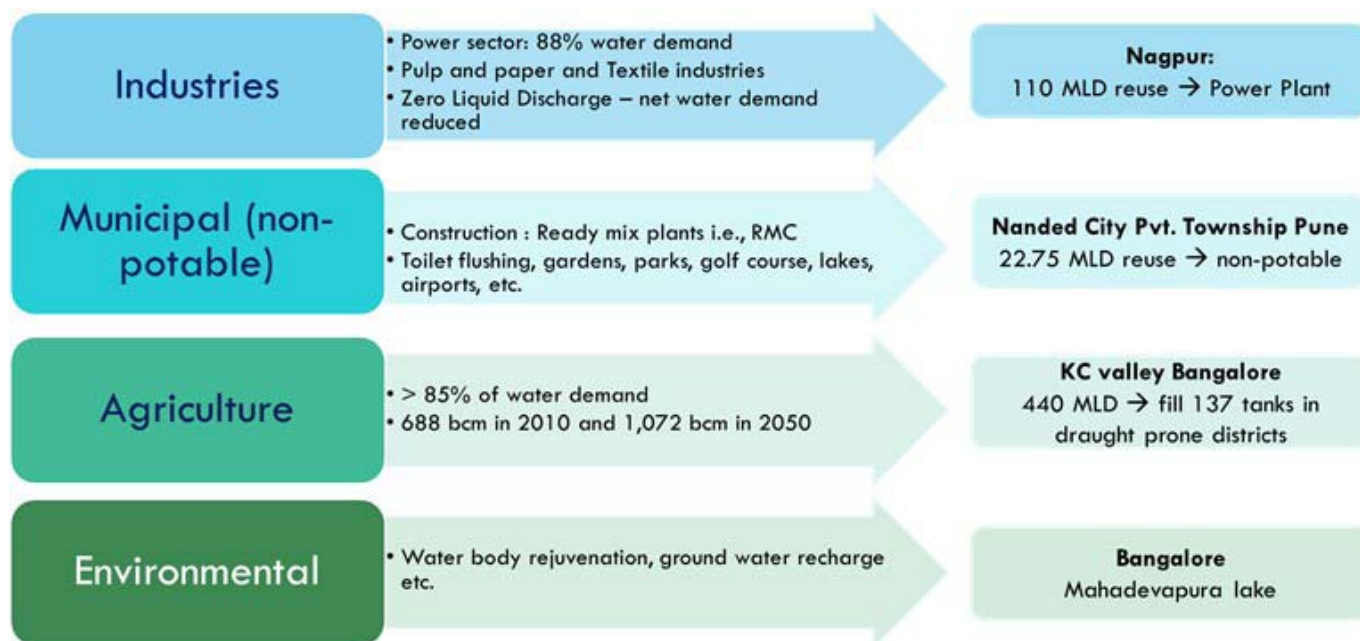 Industries
• Power sector: 88% water demand
• Pulp and paper and Textile industries
• Zero Liquid Discharge – net water demand
reduced
Nagpur:
110 MLD reuse → Power Plant
Municipal (non-
potable)
• Construction : Ready mix plants i.e., RMC
• Toilet flushing, gardens, parks, golf course, lakes,
airports, etc.
Nanded City Pvt. Township Pune
22.75 MLD reuse → non-potable
Agriculture
• > 85% of water demand
• 688 bcm in 2010 and 1,072 bcm in 2050
KC valley Bangalore
440 MLD → fill 137 tanks in
draught prone districts
Environmental
• Water body rejuvenation, ground water recharge
etc.
Bangalore
Mahadevapura lake